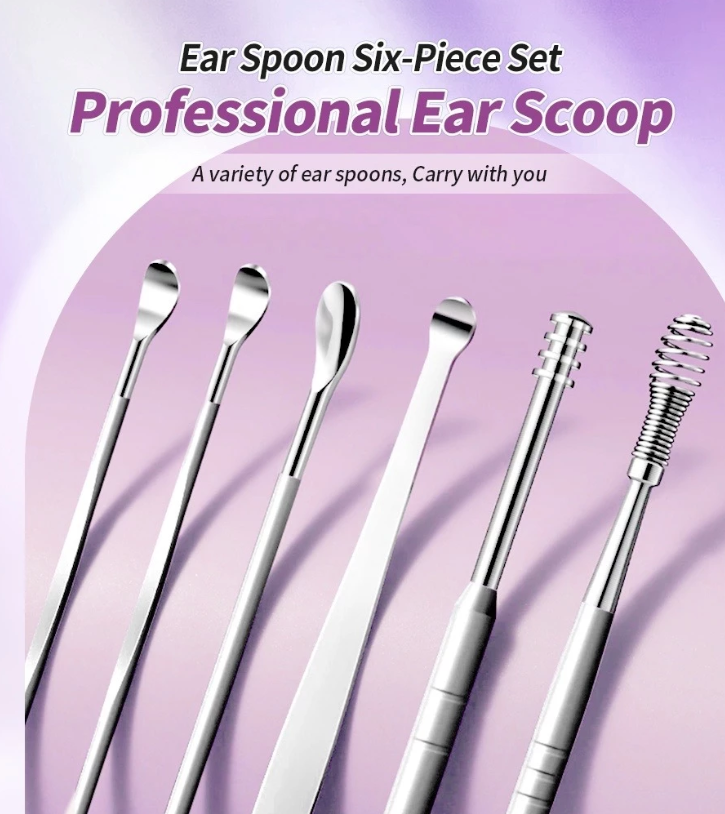 Ear Spoon Six-Piece Set
Professional Ear Scoop
A variety of ear spoons, Carry with you